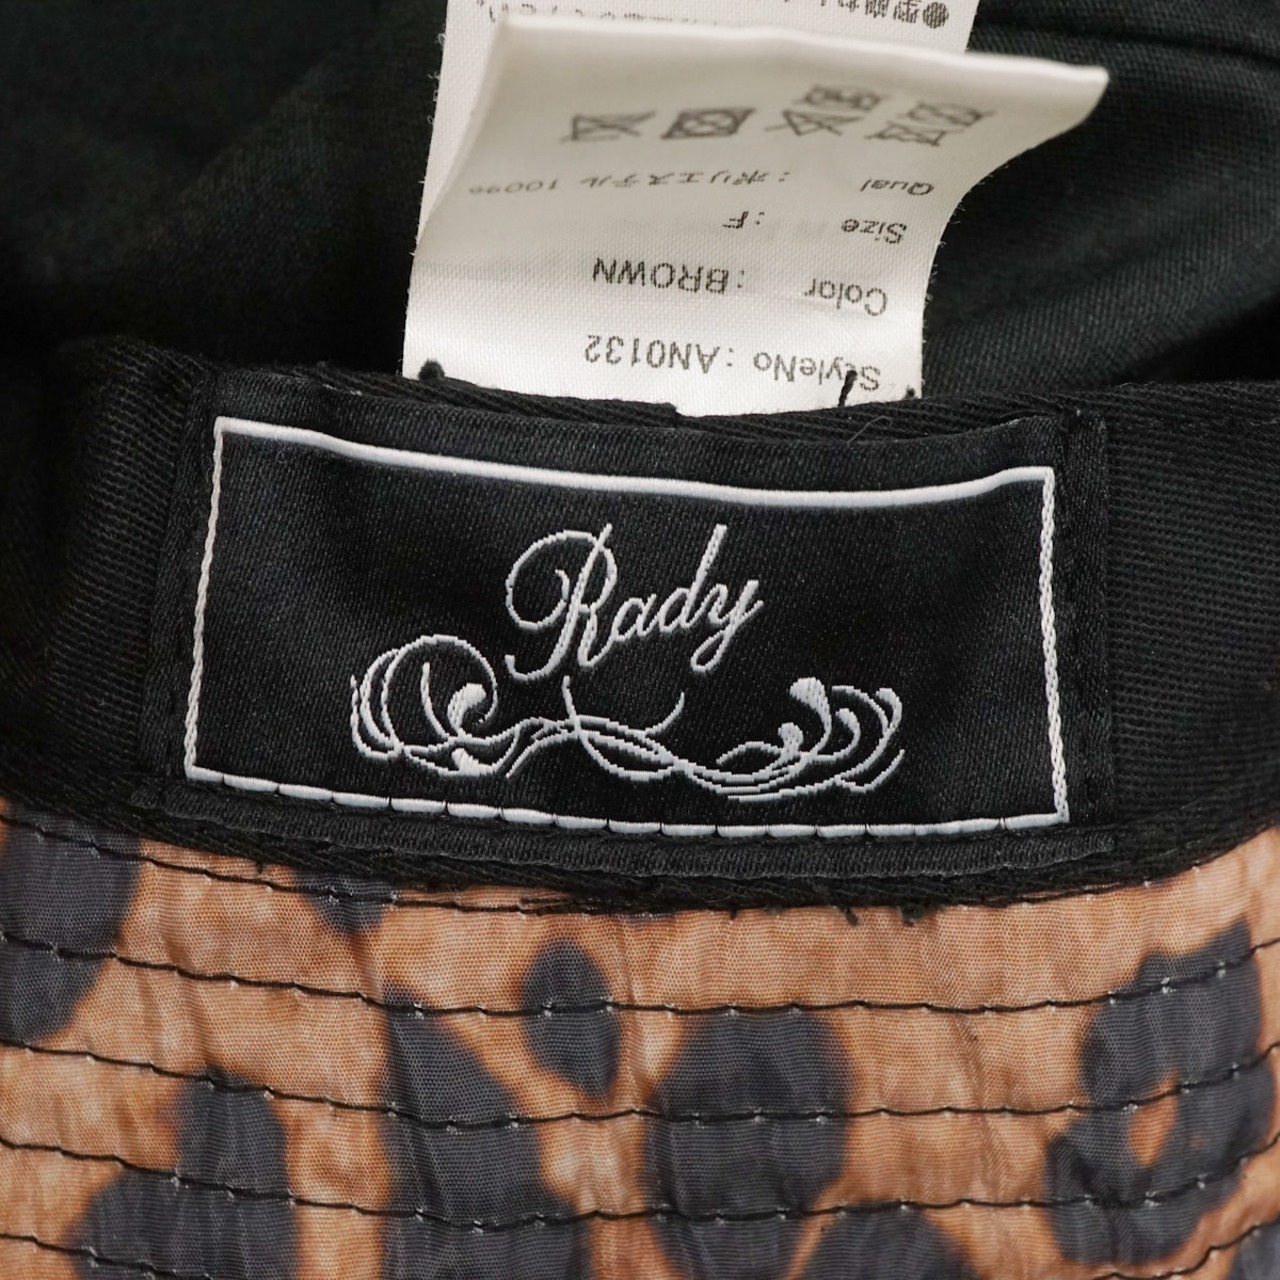 Rady
StyleNo : AN0132
Color : BROWN
Size : F
Qual : ポリエステル 100%